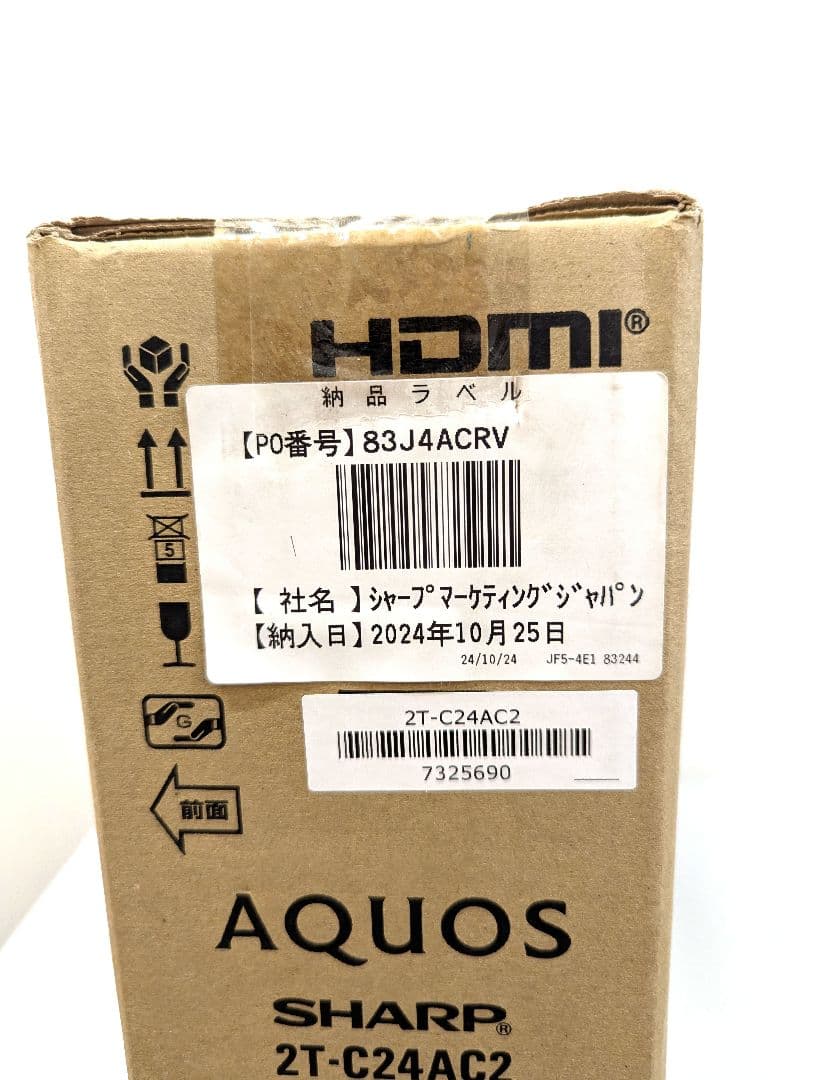 HDMI®
納品ラベル
【PO番号】83J4ACRV
【 社名 】ｼｬｰﾌﾟﾏｰｹﾃｨﾝｸﾞｼﾞｬﾊﾟﾝ
【納入日】2024年10月25日
24/10/24 JF5-4E1 83244
5
G
2T-C24AC2
7325690
前面
AQUOS
SHARP®
2T-C24AC2